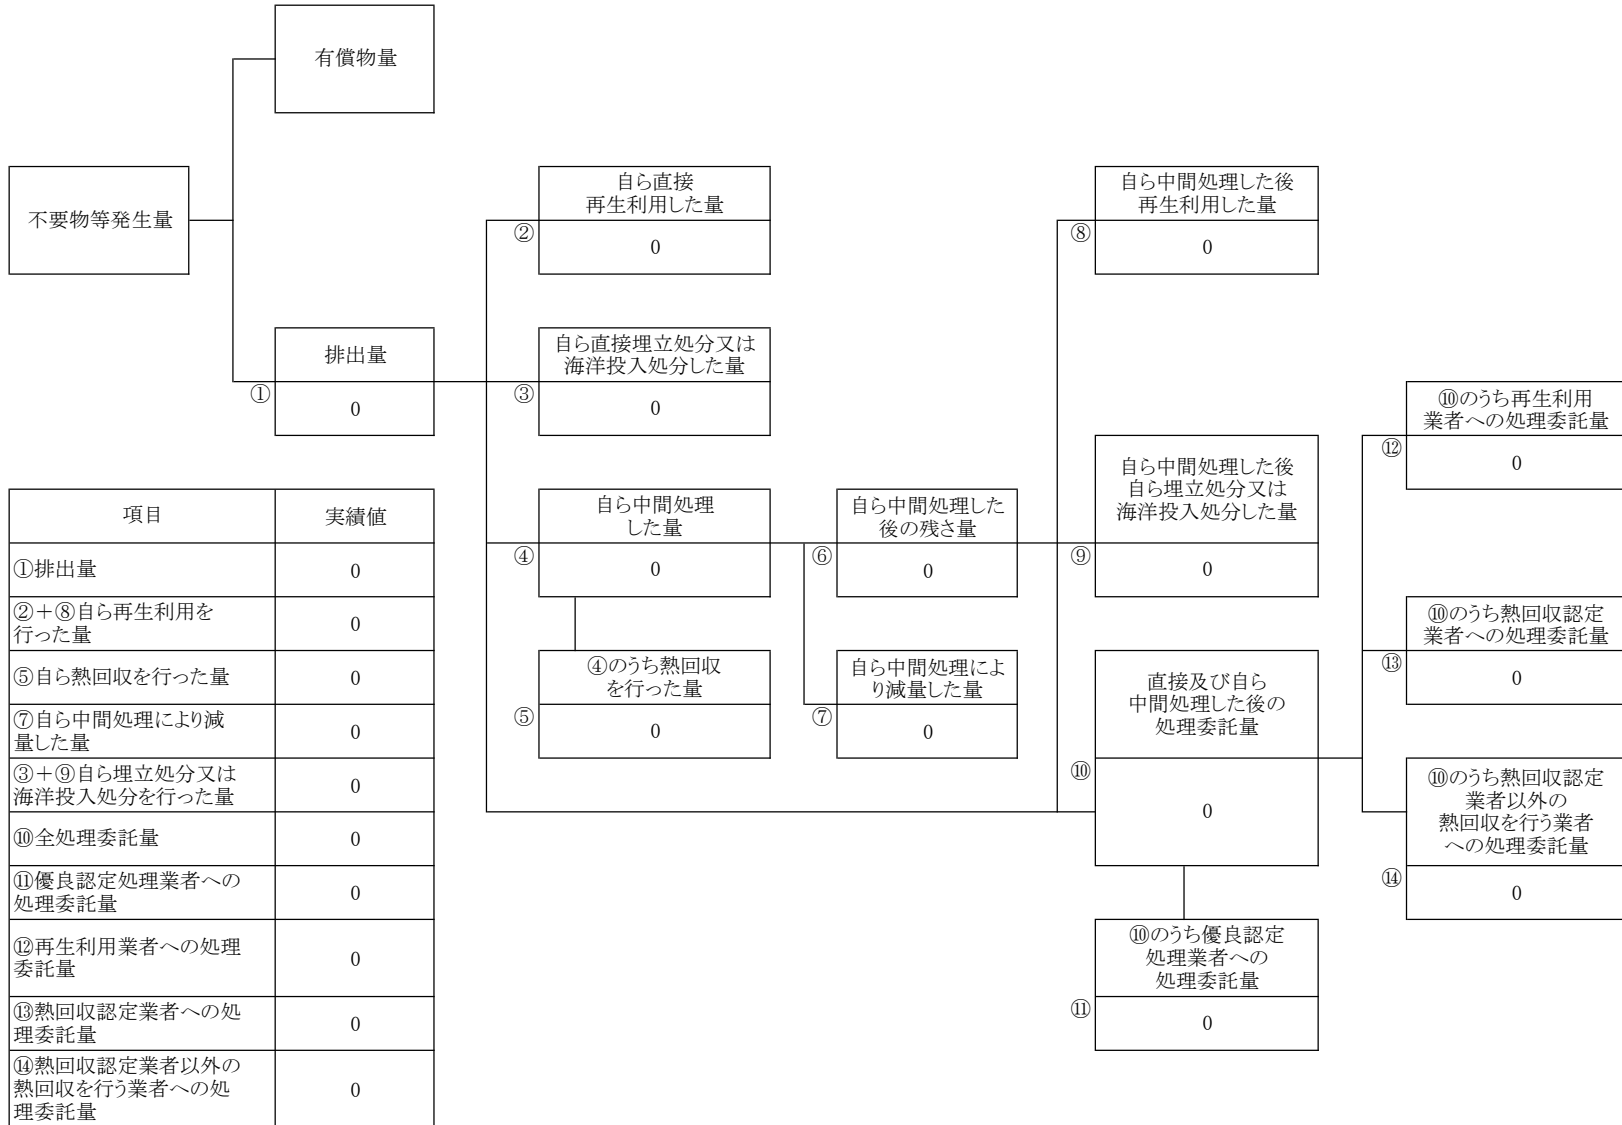 有償物量
不要物等発生量
自ら直接
再生利用した量
②
0
自ら中間処理した後
再生利用した量
⑧
0
排出量
①
0
自ら直接埋立処分又は
海洋投入処分した量
③
0
⑩のうち再生利用
業者への処理委託量
⑫
0
自ら中間処理
した量
④
0
自ら中間処理した
後の残さ量
⑥
0
自ら中間処理した後
自ら埋立処分又は
海洋投入処分した量
⑨
0
⑩のうち熱回収認定
業者への処理委託量
⑬
0
④のうち熱回収
を行った量
⑤
0
自ら中間処理によ
り減量した量
⑦
0
直接及び自ら
中間処理した後の
処理委託量
⑩
0
⑩のうち熱回収認定
業者以外の
熱回収を行う業者
への処理委託量
⑭
0
⑩のうち優良認定
処理業者への
処理委託量
⑪
0
項目 実績値
①排出量 0
②＋⑧自ら再生利用を
行った量 0
⑤自ら熱回収を行った量 0
⑦自ら中間処理により減
量した量 0
③＋⑨自ら埋立処分又は
海洋投入処分を行った量 0
⑩全処理委託量 0
⑪優良認定処理業者への
処理委託量 0
⑫再生利用業者への処理
委託量 0
⑬熱回収認定業者への処
理委託量 0
⑭熱回収認定業者以外の
熱回収を行う業者への処
理委託量 0